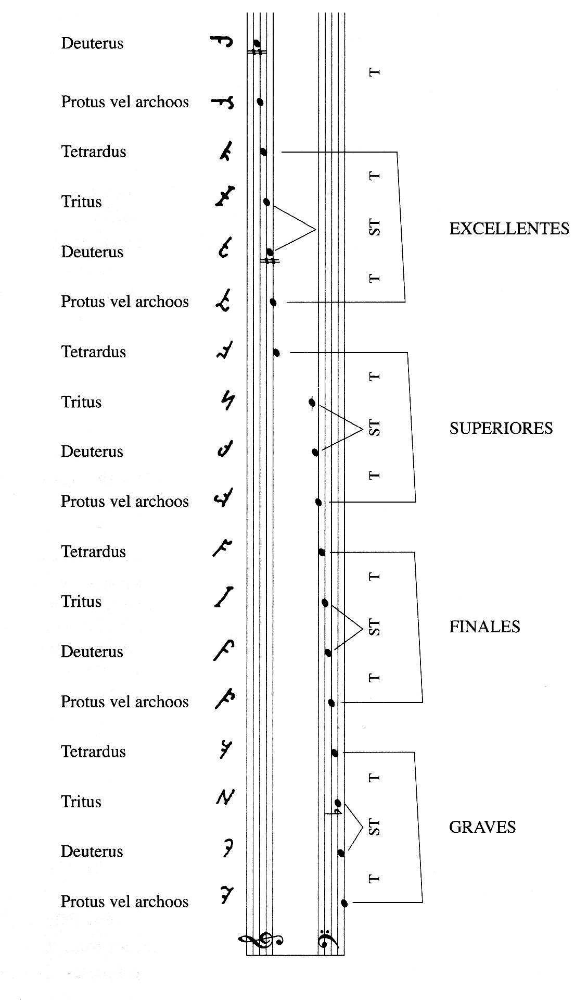 Deuterus
T
Protus vel archoos
Tetrardus
T
Tritus
ST EXCELLENTES
Deuterus
T
Protus vel archoos
Tetrardus
T
Tritus
ST SUPERIORES
Deuterus
T
Protus vel archoos
Tetrardus
T
Tritus
ST FINALES
Deuterus
T
Protus vel archoos
Tetrardus
T
Tritus
ST GRAVES
Deuterus
T
Protus vel archoos